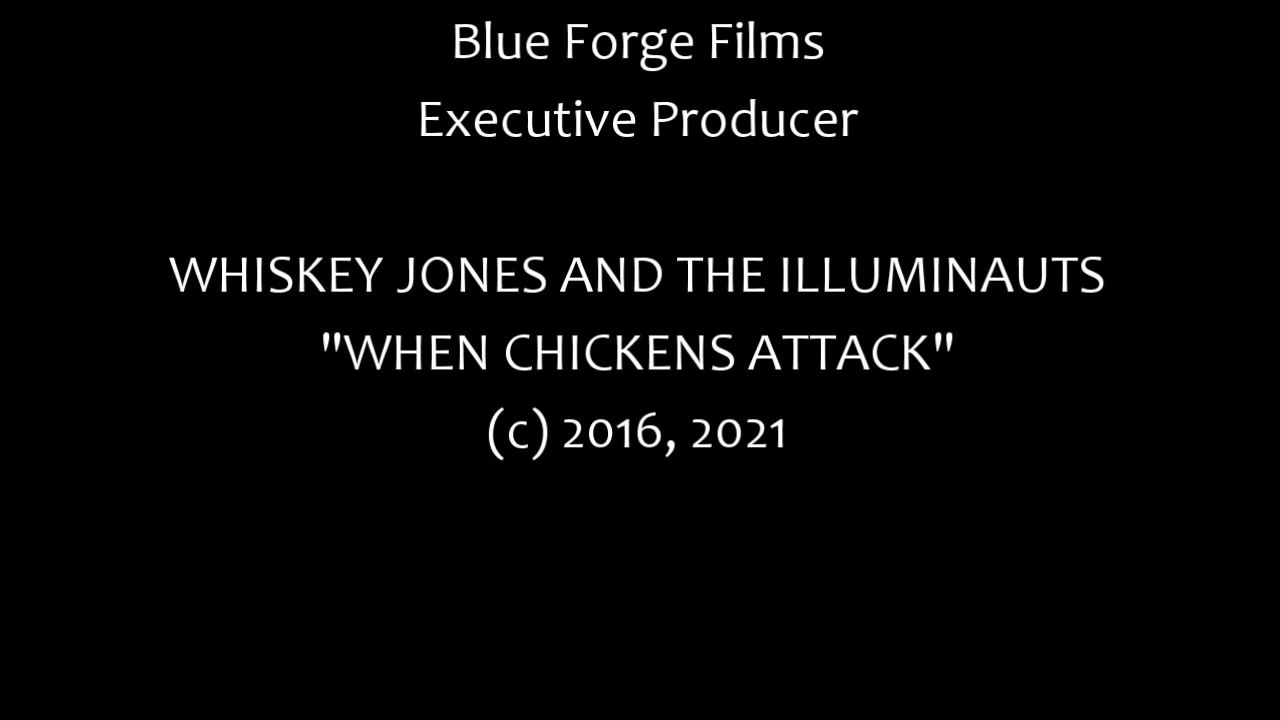 Blue Forge Films
Executive Producer
WHISKEY JONES AND THE ILLUMINAUTS
"WHEN CHICKENS ATTACK"
(c) 2016, 2021